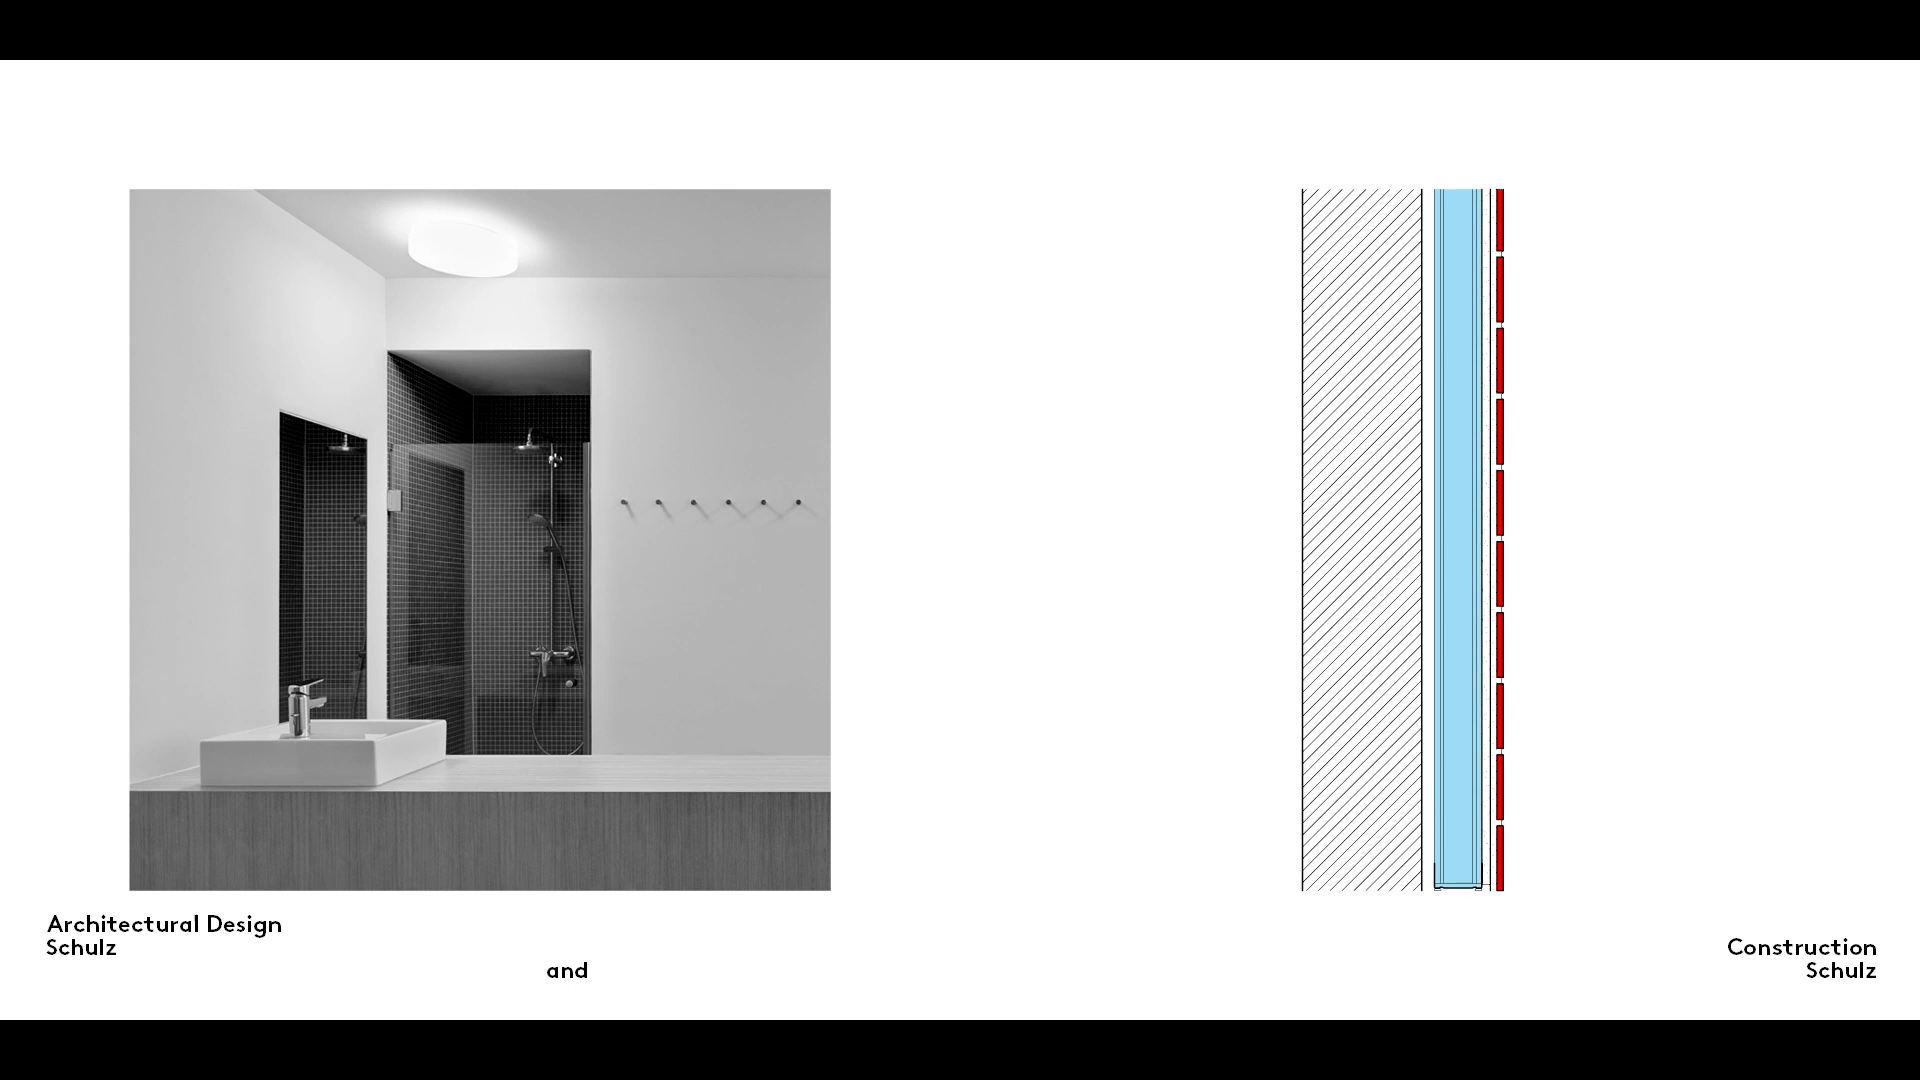 Architectural Design
Schulz
and
Construction
Schulz